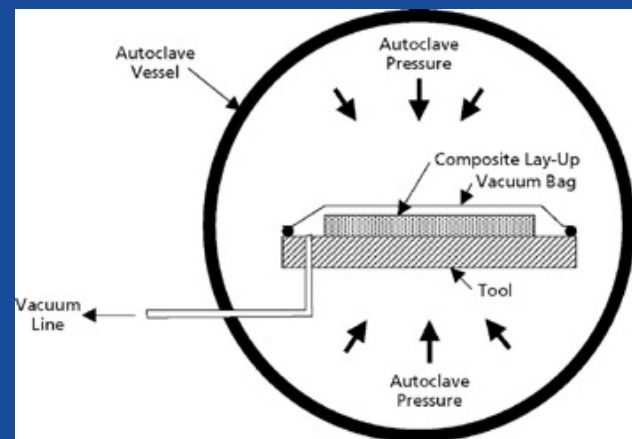 Autoclave
Vessel
Autoclave
Pressure
Composite Lay-Up
Vacuum Bag
Tool
Vacuum
Line
Autoclave
Pressure